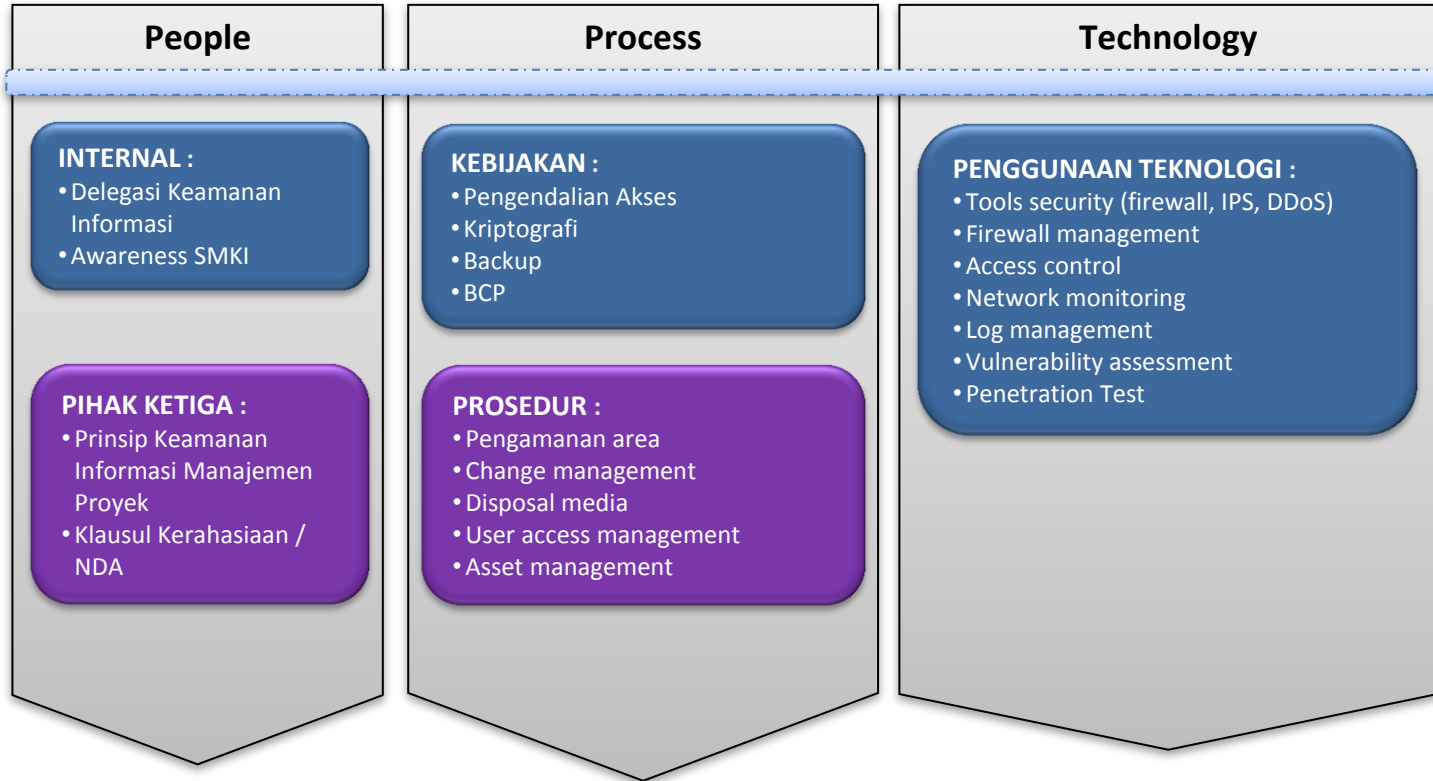 People
INTERNAL :
• Delegasi Keamanan
Informasi
• Awareness SMKI
PIHAK KETIGA :
• Prinsip Keamanan
Informasi Manajemen
Proyek
• Klausul Kerahasiaan /
NDA
Process
KEBIJAKAN :
• Pengendalian Akses
• Kriptografi
• Backup
• BCP
PROSEDUR :
• Pengamanan area
• Change management
• Disposal media
• User access management
• Asset management
Technology
PENGGUNAAN TEKNOLOGI :
• Tools security (firewall, IPS, DDoS)
• Firewall management
• Access control
• Network monitoring
• Log management
• Vulnerability assessment
• Penetration Test